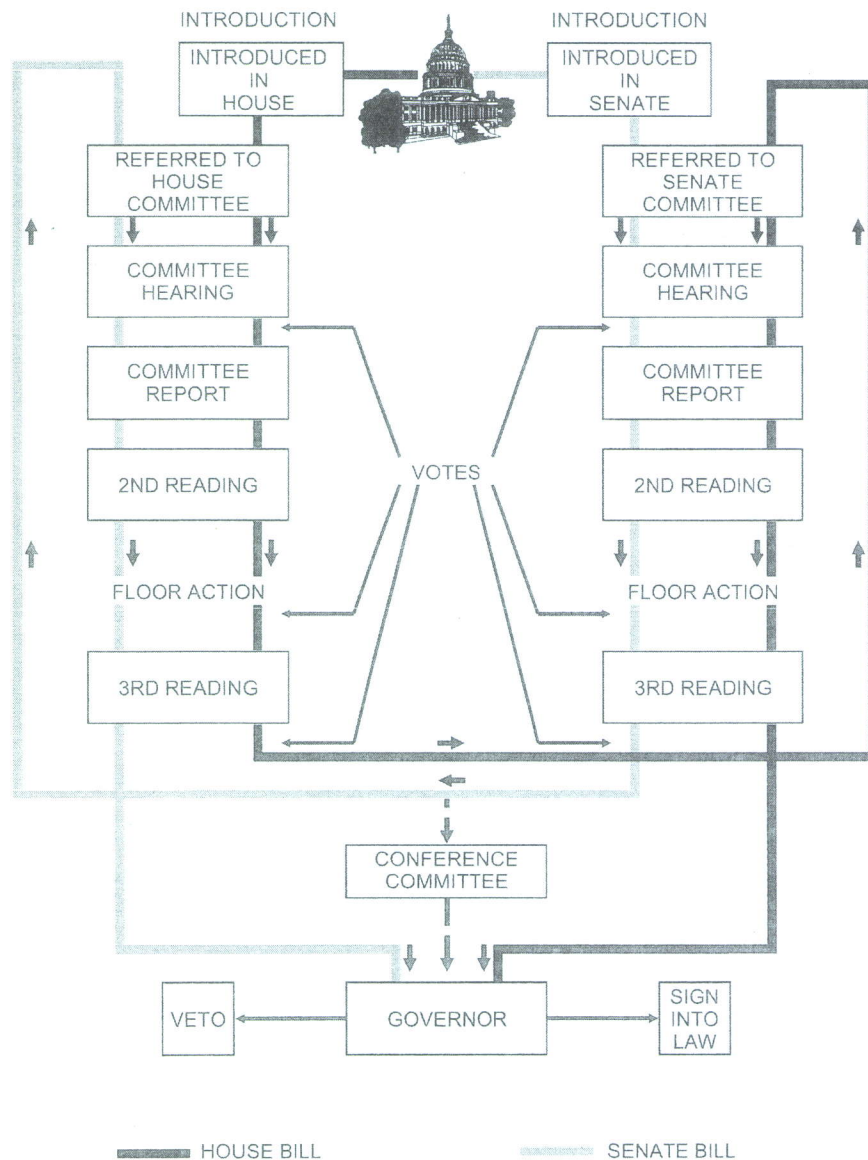 INTRODUCTION
INTRODUCED
IN
HOUSE
REFERRED TO
HOUSE
COMMITTEE
COMMITTEE
HEARING
COMMITTEE
REPORT
2ND READING
FLOOR ACTION
3RD READING
INTRODUCTION
INTRODUCED
IN
SENATE
REFERRED TO
SENATE
COMMITTEE
COMMITTEE
HEARING
COMMITTEE
REPORT
2ND READING
FLOOR ACTION
3RD READING
VOTES
CONFERENCE
COMMITTEE
VETO
GOVERNOR
SIGN
INTO
LAW
HOUSE BILL
SENATE BILL